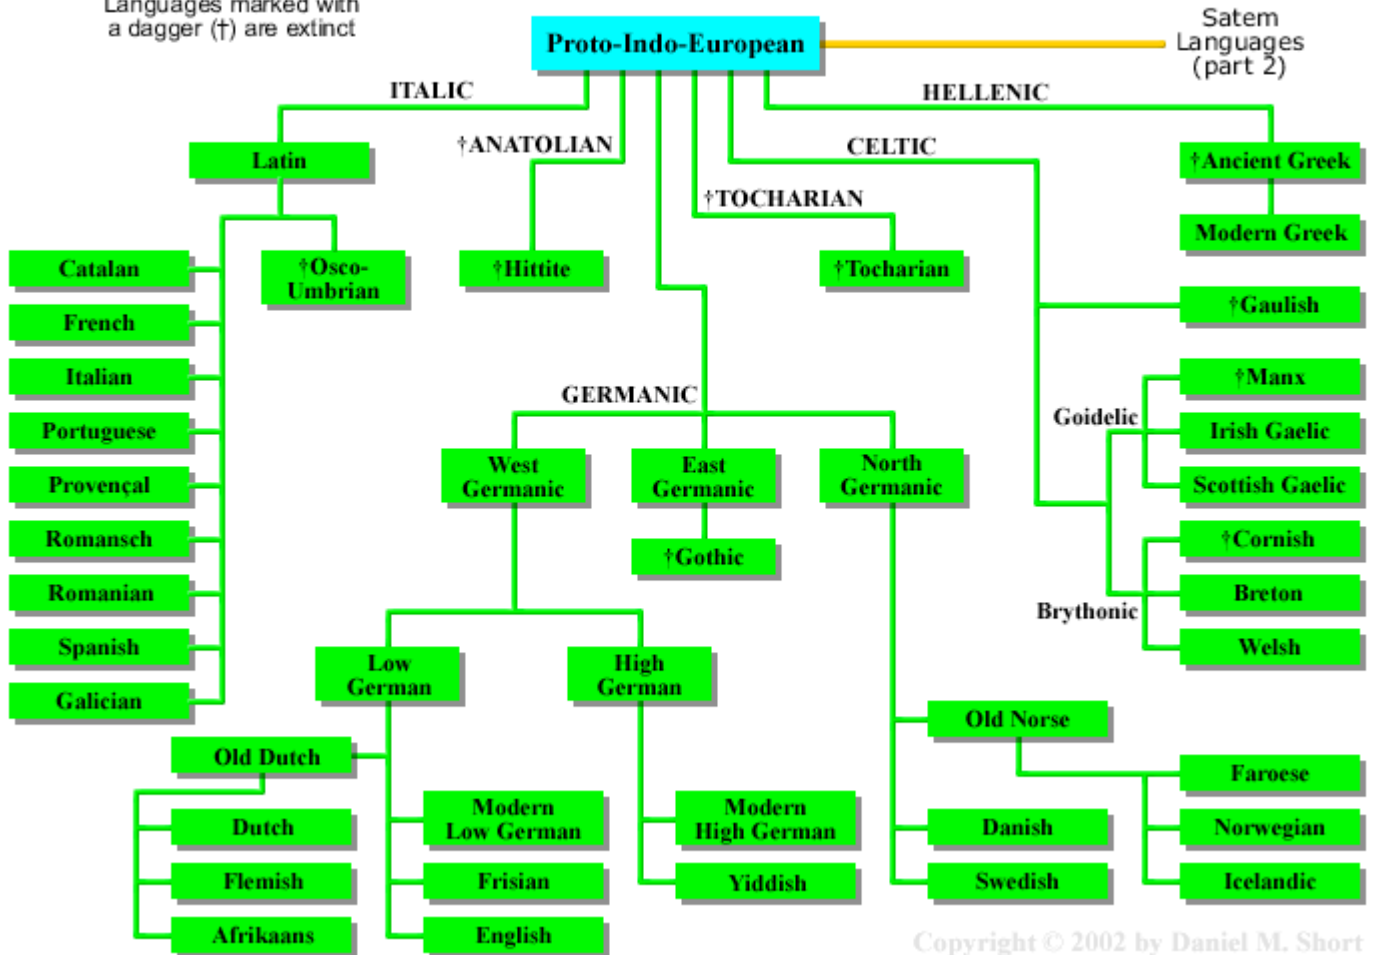 Languages marked with
a dagger (†) are extinct
Proto-Indo-European
Satem
Languages
(part 2)
ITALIC
HELLENIC
†ANATOLIAN
CELTIC
†TOCHARIAN
Latin
†Ancient Greek
Modern Greek
Catalan
†Osco-
Umbrian
†Hittite
†Tocharian
French
†Gaulish
Italian
†Manx
GERMANIC
Goidelic
Portuguese
Irish Gaelic
West
Germanic
East
Germanic
North
Germanic
Provençal
Scottish Gaelic
Romansch
†Cornish
†Gothic
Romanian
Breton
Brythonic
Spanish
Welsh
Low
German
High
German
Galician
Old Norse
Old Dutch
Faroese
Dutch
Modern
Low German
Modern
High German
Danish
Norwegian
Flemish
Frisian
Yiddish
Swedish
Icelandic
Afrikaans
English
Copyright © 2002 by Daniel M. Short